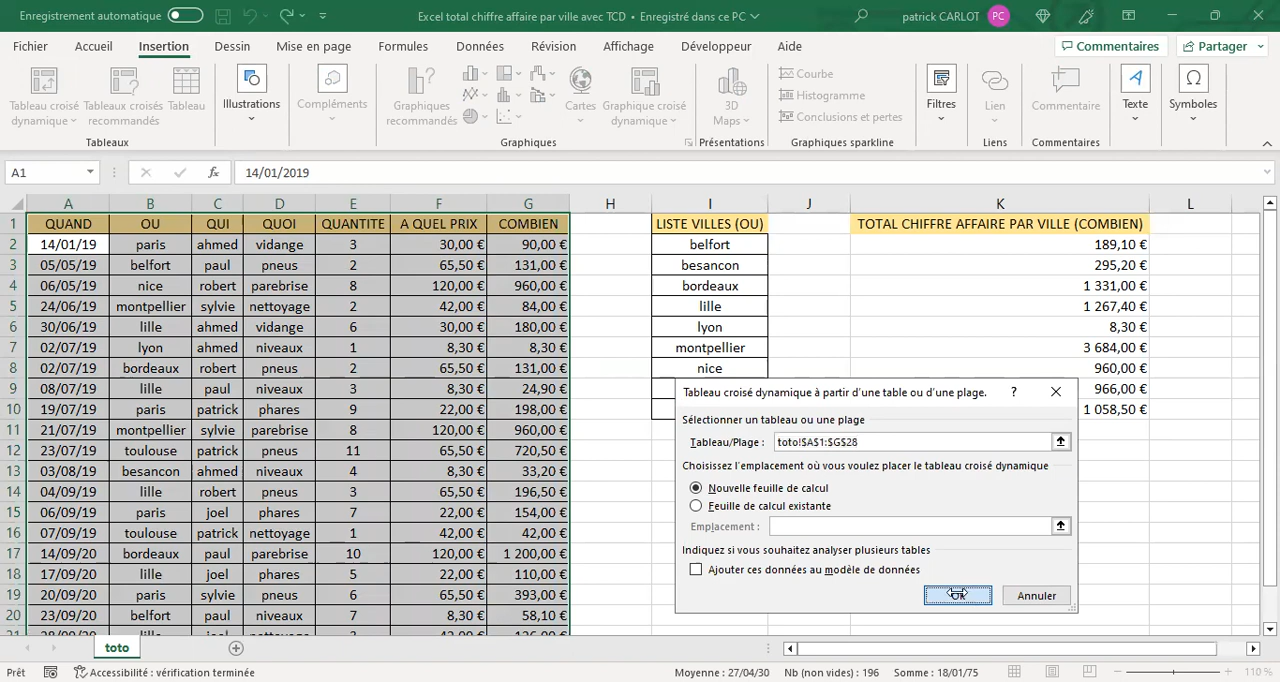 Enregistrement automatique
Excel total chiffre affaire par ville avec TCD • Enregistré dans ce PC
patrick CARLOT PC
Fichier Accueil Insertion Dessin Mise en page Formules Données Révision Affichage Développeur Aide Commentaires Partager
Tableau croisé dynamique Tableaux croisés recommandés Tableau Illustrations Compléments Graphiques recommandés Cartes Graphique croisé dynamique 3D Maps Courbe Histogramme Conclusions et pertes Filtres Lien Commentaire Texte Symboles
Tableaux Graphiques Présentations Graphiques sparkline Liens Commentaires
A1 fx 14/01/2019
A B C D E F G H I J K L
1 QUAND OU QUI QUOI QUANTITE A QUEL PRIX COMBIEN LISTE VILLES (OU) TOTAL CHIFFRE AFFAIRE PAR VILLE (COMBIEN)
2 14/01/19 paris ahmed vidange 3 30,00 € 90,00 € belfort 189,10 €
3 05/05/19 belfort paul pneus 2 65,50 € 131,00 € besancon 295,20 €
4 06/05/19 nice robert parebrise 8 120,00 € 960,00 € bordeaux 1 331,00 €
5 24/06/19 montpellier sylvie nettoyage 2 42,00 € 84,00 € lille 1 267,40 €
6 30/06/19 lille ahmed vidange 6 30,00 € 180,00 € lyon 8,30 €
7 02/07/19 lyon ahmed niveaux 1 8,30 € 8,30 € montpellier 3 684,00 €
8 02/07/19 bordeaux robert pneus 2 65,50 € 131,00 € nice 960,00 €
9 08/07/19 lille paul niveaux 3 8,30 € 24,90 € 966,00 €
10 19/07/19 paris patrick phares 9 22,00 € 198,00 € 1 058,50 €
11 21/07/19 montpellier sylvie parebrise 8 120,00 € 960,00 €
12 23/07/19 toulouse patrick pneus 11 65,50 € 720,50 €
13 03/08/19 besancon ahmed niveaux 4 8,30 € 33,20 €
14 04/09/19 lille robert pneus 3 65,50 € 196,50 €
15 06/09/19 paris joel phares 7 22,00 € 154,00 €
16 07/09/19 toulouse patrick nettoyage 1 42,00 € 42,00 €
17 14/09/20 bordeaux paul parebrise 10 120,00 € 1 200,00 €
18 17/09/20 lille joel phares 5 22,00 € 110,00 €
19 20/09/20 paris sylvie pneus 6 65,50 € 393,00 €
20 23/09/20 belfort paul niveaux 7 8,30 € 58,10 €
Tableau croisé dynamique à partir d'une table ou d'une plage. ?
Sélectionner un tableau ou une plage
Tableau/Plage : toto!$A$1:$G$28
Choisissez l'emplacement où vous voulez placer le tableau croisé dynamique
Nouvelle feuille de calcul
Feuille de calcul existante
Emplacement :
Indiquez si vous souhaitez analyser plusieurs tables
Ajouter ces données au modèle de données
Annuler
toto
Prêt Accessibilité : vérification terminée Moyenne : 27/04/30 Nb (non vides) : 196 Somme : 18/01/75 110 %